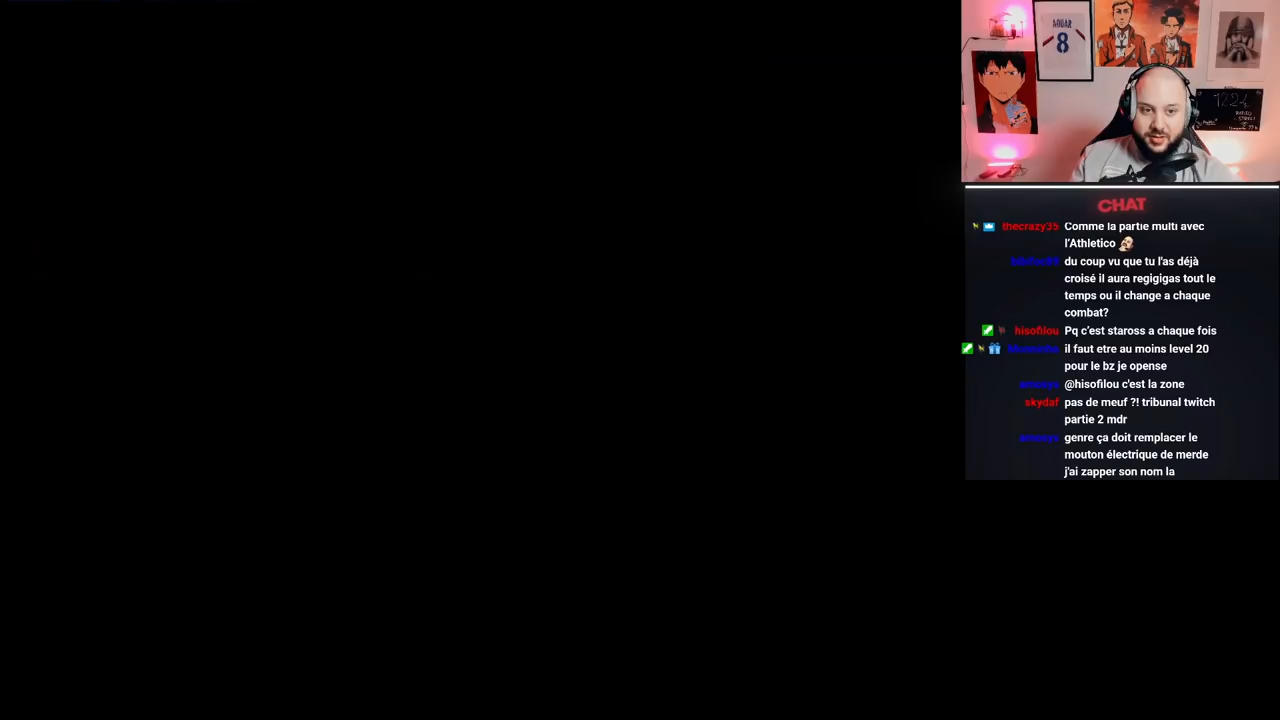 AOUAR
8
CHAT
thecrazy35 Comme la partie multi avec
l'Athletico
du coup vu que tu l'as déjà
croisé il aura regigigas tout le
temps ou il change a chaque
combat?
hisofilou Pq c'est staross a chaque fois
il faut etre au moins level 20
pour le bz je opense
@hisofilou c'est la zone
skydaf pas de meuf ?! tribunal twitch
partie 2 mdr
genre ça doit remplacer le
mouton électrique de merde
j'ai zapper son nom la